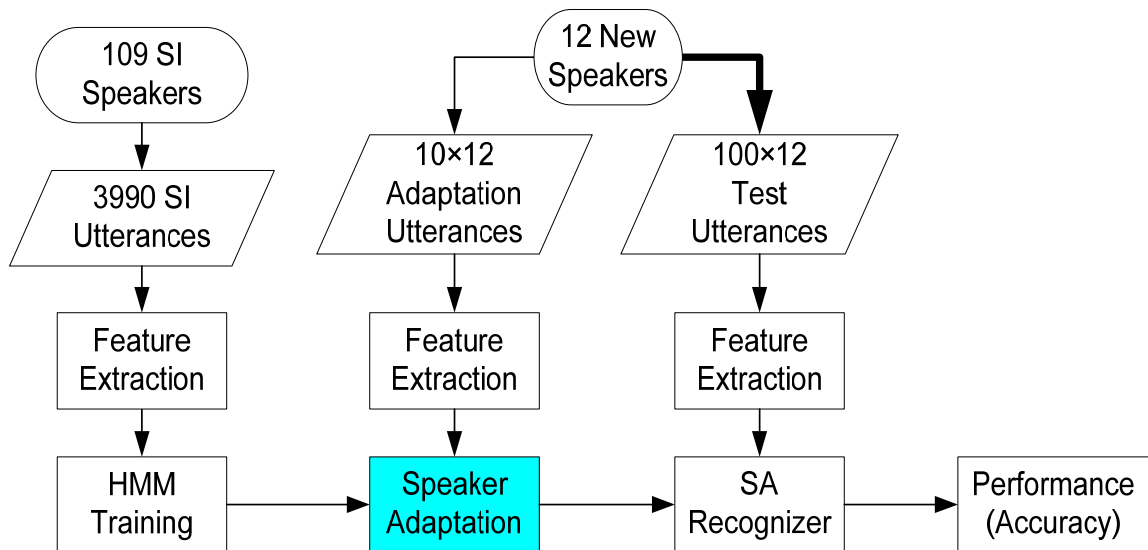 109 SI
Speakers
12 New
Speakers
3990 SI
Utterances
10×12
Adaptation
Utterances
100×12
Test
Utterances
Feature
Extraction
Feature
Extraction
Feature
Extraction
HMM
Training
Speaker
Adaptation
SA
Recognizer
Performance
(Accuracy)